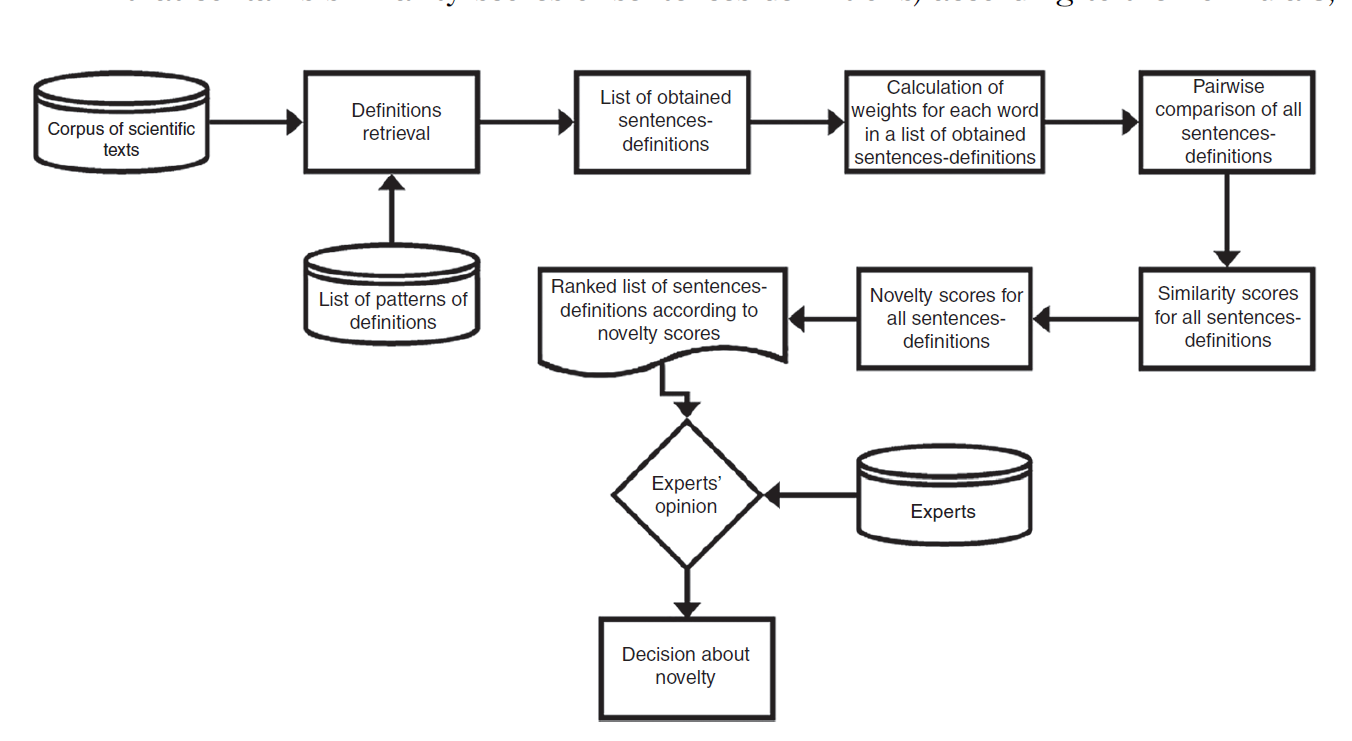 Corpus of scientific
texts
Definitions
retrieval
List of obtained
sentences-
definitions
Calculation of
weights for each word
in a list of obtained
sentences-definitions
Pairwise
comparison of all
sentences-
definitions
List of patterns of
definitions
Ranked list of sentences-
definitions according to
novelty scores
Novelty scores for
all sentences-
definitions
Similarity scores
for all sentences-
definitions
Experts’
opinion
Experts
Decision about
novelty